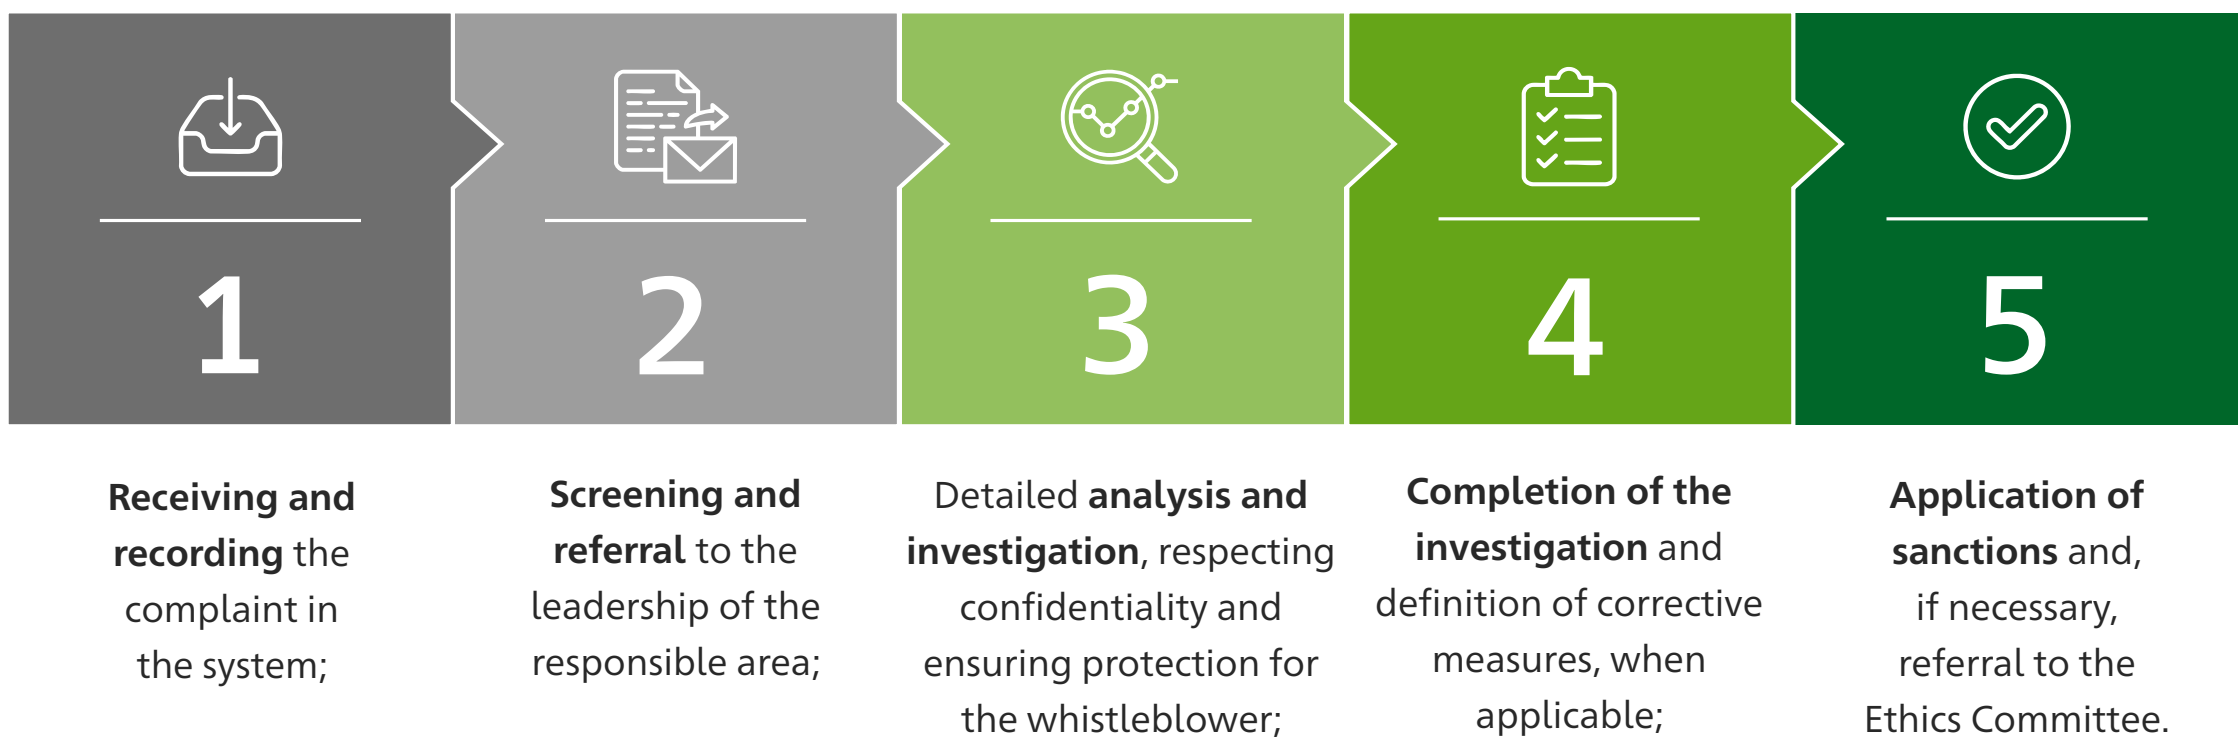 1
Receiving and
recording the
complaint in
the system;
2
Screening and
referral to the
leadership of the
responsible area;
3
Detailed analysis and
investigation, respecting
confidentiality and
ensuring protection for
the whistleblower;
4
Completion of the
investigation and
definition of corrective
measures, when
applicable;
5
Application of
sanctions and,
if necessary,
referral to the
Ethics Committee.